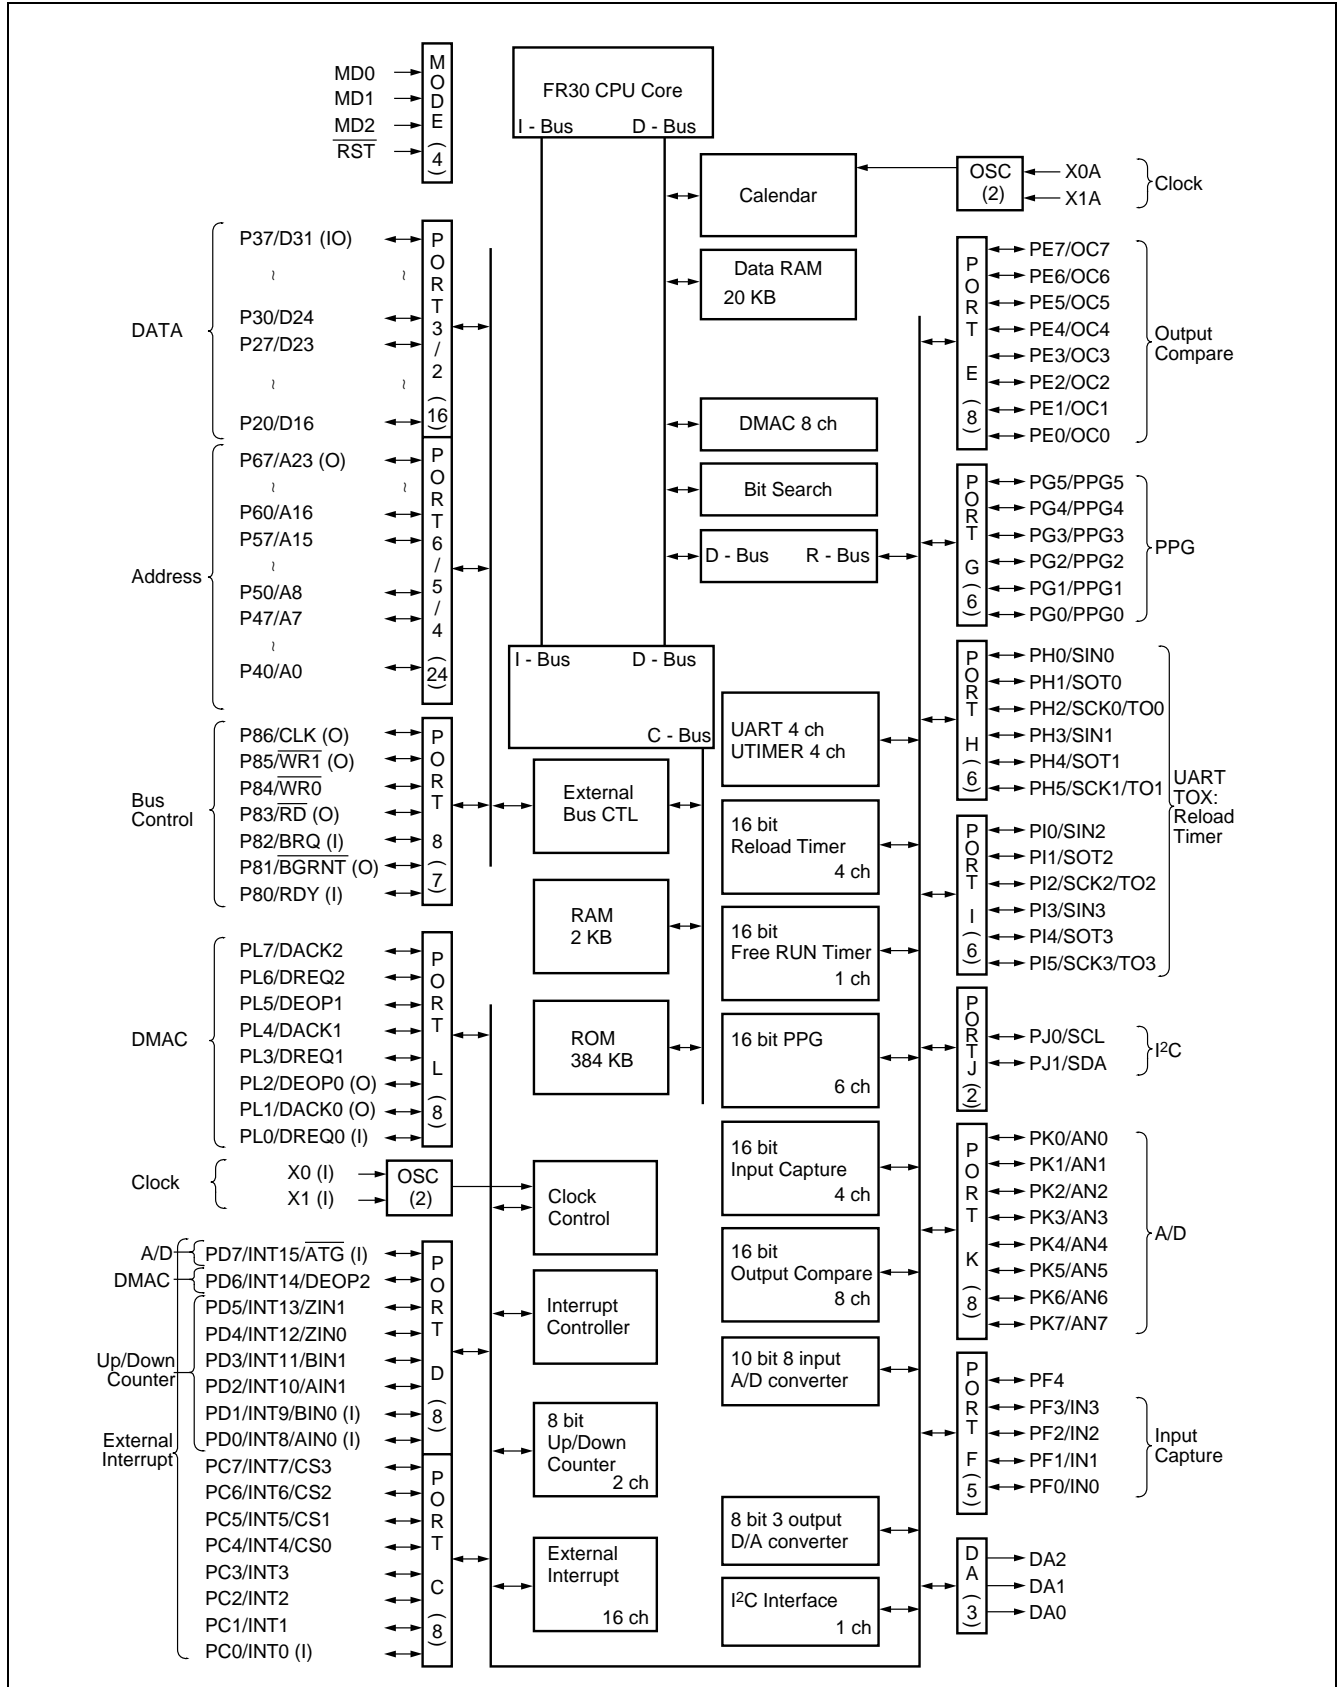 MD0
MD1
MD2
RST
MODE (4)
FR30 CPU Core
I - Bus D - Bus
Calendar
OSC
(2)
X0A
X1A
Clock
Data RAM
20 KB
DMAC 8 ch
Bit Search
D - Bus R - Bus
I - Bus D - Bus
C - Bus
DATA
P37/D31 (IO)
~ ~
P30/D24
P27/D23
~ ~
P20/D16
PORT3/2 (16)
Address
P67/A23 (O)
~ ~
P60/A16
P57/A15
~
P50/A8
P47/A7
~
P40/A0
PORT6/5/4 (24)
Bus
Control
P86/CLK (O)
P85/WR1 (O)
P84/WR0
P83/RD (O)
P82/BRQ (I)
P81/BGRNT (O)
P80/RDY (I)
PORT 8 (7)
DMAC
PL7/DACK2
PL6/DREQ2
PL5/DEOP1
PL4/DACK1
PL3/DREQ1
PL2/DEOP0 (O)
PL1/DACK0 (O)
PL0/DREQ0 (I)
PORT L (8)
Clock
X0 (I)
X1 (I)
OSC
(2)
A/D
PD7/INT15/ATG (I)
DMAC
PD6/INT14/DEOP2
Up/Down
Counter
PD5/INT13/ZIN1
PD4/INT12/ZIN0
PD3/INT11/BIN1
PD2/INT10/AIN1
PD1/INT9/BIN0 (I)
PD0/INT8/AIN0 (I)
PORT D (8)
External
Interrupt
PC7/INT7/CS3
PC6/INT6/CS2
PC5/INT5/CS1
PC4/INT4/CS0
PC3/INT3
PC2/INT2
PC1/INT1
PC0/INT0 (I)
PORT C (8)
External
Bus CTL
RAM
2 KB
ROM
384 KB
Clock
Control
Interrupt
Controller
8 bit
Up/Down
Counter
2 ch
External
Interrupt
16 ch
UART 4 ch
UTIMER 4 ch
16 bit
Reload Timer
4 ch
16 bit
Free RUN Timer
1 ch
16 bit PPG
6 ch
16 bit
Input Capture
4 ch
16 bit
Output Compare
8 ch
10 bit 8 input
A/D converter
8 bit 3 output
D/A converter
I2C Interface
1 ch
PORT E (8)
PE7/OC7
PE6/OC6
PE5/OC5
PE4/OC4
PE3/OC3
PE2/OC2
PE1/OC1
PE0/OC0
Output
Compare
PORT G (6)
PG5/PPG5
PG4/PPG4
PG3/PPG3
PG2/PPG2
PG1/PPG1
PG0/PPG0
PPG
PORT H (6)
PH0/SIN0
PH1/SOT0
PH2/SCK0/TO0
PH3/SIN1
PH4/SOT1
PH5/SCK1/TO1
UART
TOX:
Reload
Timer
PORT I (6)
PI0/SIN2
PI1/SOT2
PI2/SCK2/TO2
PI3/SIN3
PI4/SOT3
PI5/SCK3/TO3
PORTJ (2)
PJ0/SCL
PJ1/SDA
I2C
PORT K (8)
PK0/AN0
PK1/AN1
PK2/AN2
PK3/AN3
PK4/AN4
PK5/AN5
PK6/AN6
PK7/AN7
A/D
PORT F (5)
PF4
PF3/IN3
PF2/IN2
PF1/IN1
PF0/IN0
Input
Capture
DA (3)
DA2
DA1
DA0